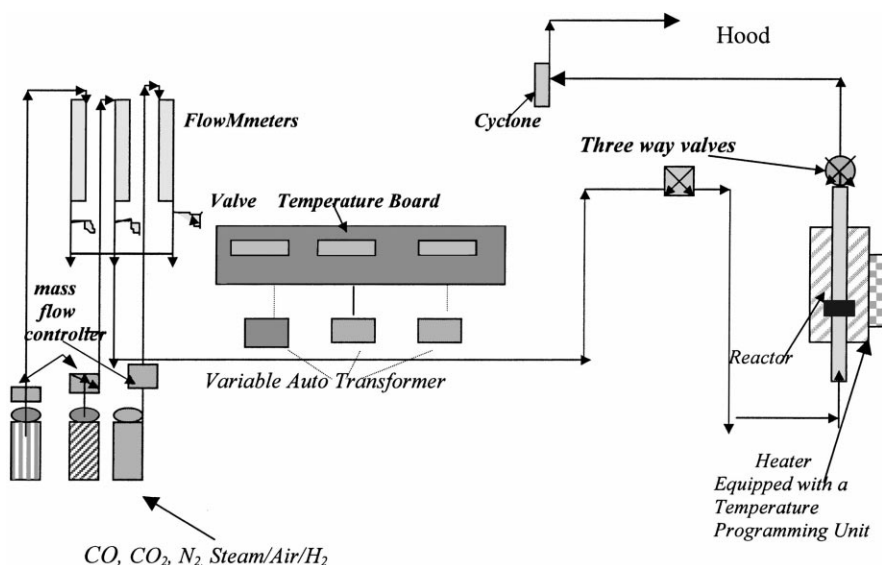 Hood
Cyclone
FlowMmeters
Three way valves
Valve Temperature Board
mass
flow
controller
Reactor
Variable Auto Transformer
Heater
Equipped with a
Temperature
Programming Unit
CO, CO₂, N₂, Steam/Air/H₂